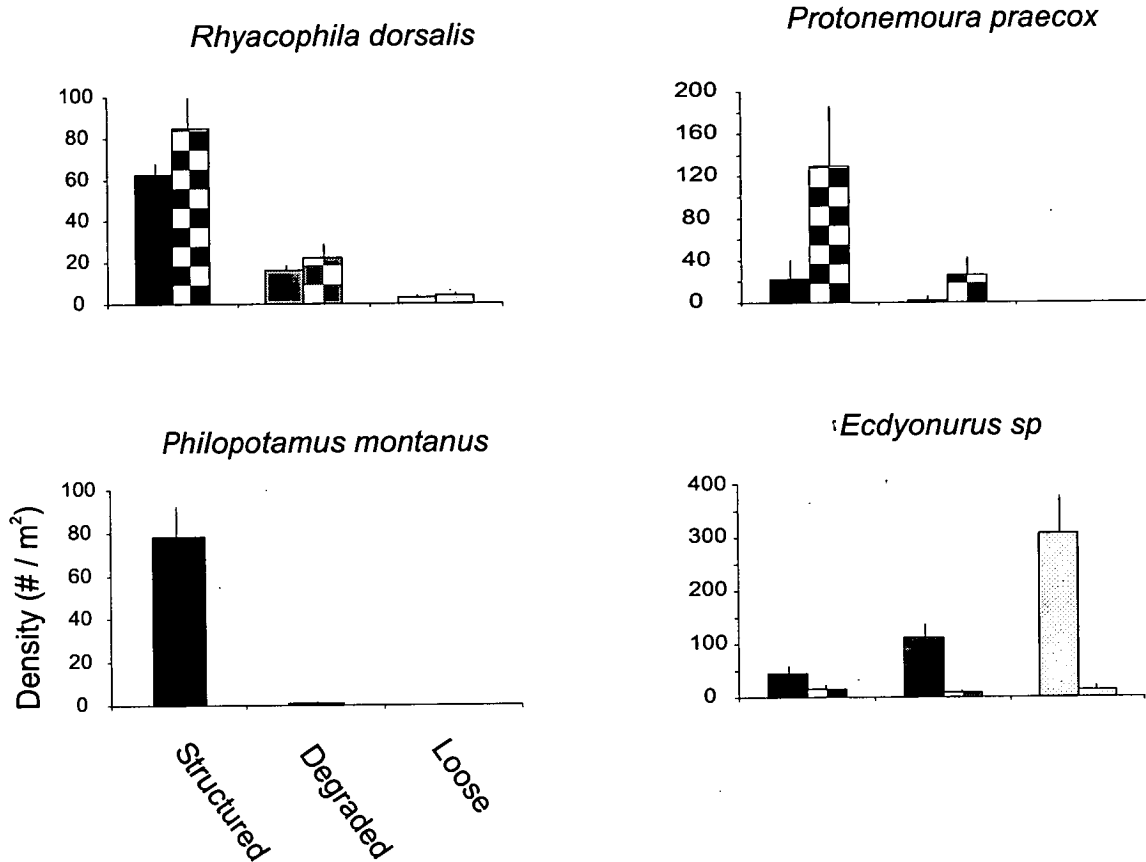 Rhyacophila dorsalis
100
80
60
40
20
0
Protonemoura praecox
200
160
120
80
40
0
Philopotamus montanus
Density (# / m²)
100
80
60
40
20
0
Structured
Degraded
Loose
Ecdyonurus sp
400
300
200
100
0